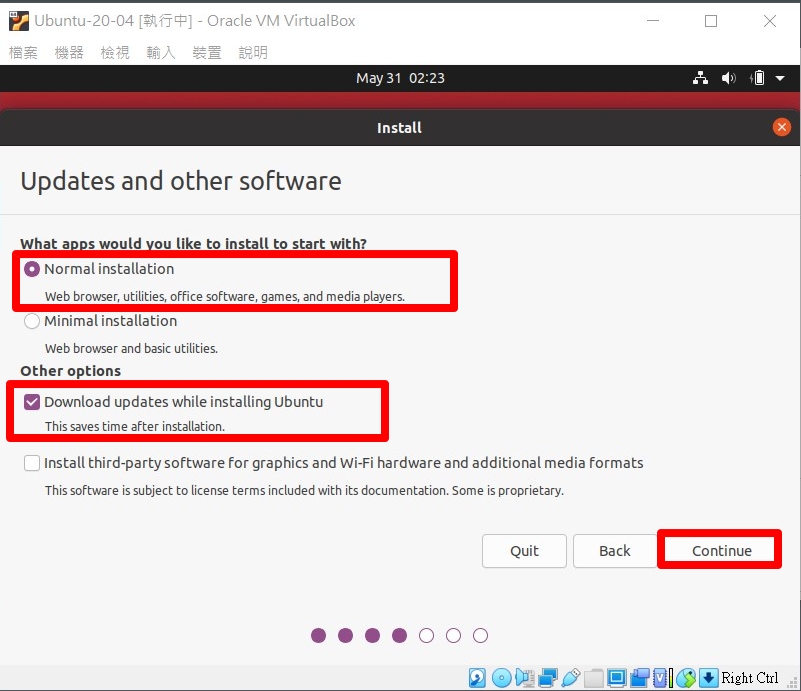 Ubuntu-20-04 [執行中] - Oracle VM VirtualBox
檔案 機器 檢視 輸入 裝置 說明
May 31 02:23
Install
Updates and other software
What apps would you like to install to start with?
Normal installation
Web browser, utilities, office software, games, and media players.
Minimal installation
Web browser and basic utilities.
Other options
Download updates while installing Ubuntu
This saves time after installation.
Install third-party software for graphics and Wi-Fi hardware and additional media formats
This software is subject to license terms included with its documentation. Some is proprietary.
Quit Back Continue
Right Ctrl